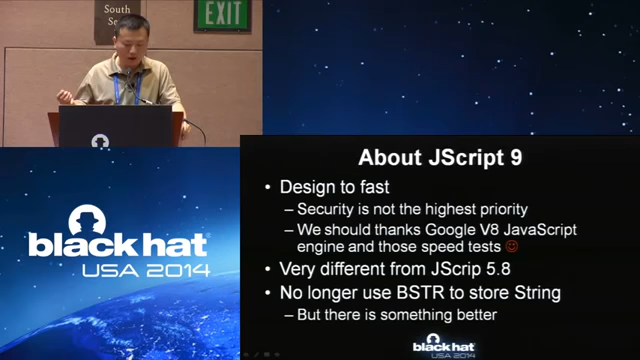 South
Se
EXIT
black hat
USA 2014
About JScript 9
• Design to fast
– Security is not the highest priority
– We should thanks Google V8 JavaScript
engine and those speed tests ☺
• Very different from JScrip 5.8
• No longer use BSTR to store String
– But there is something better
black hat
USA 2014